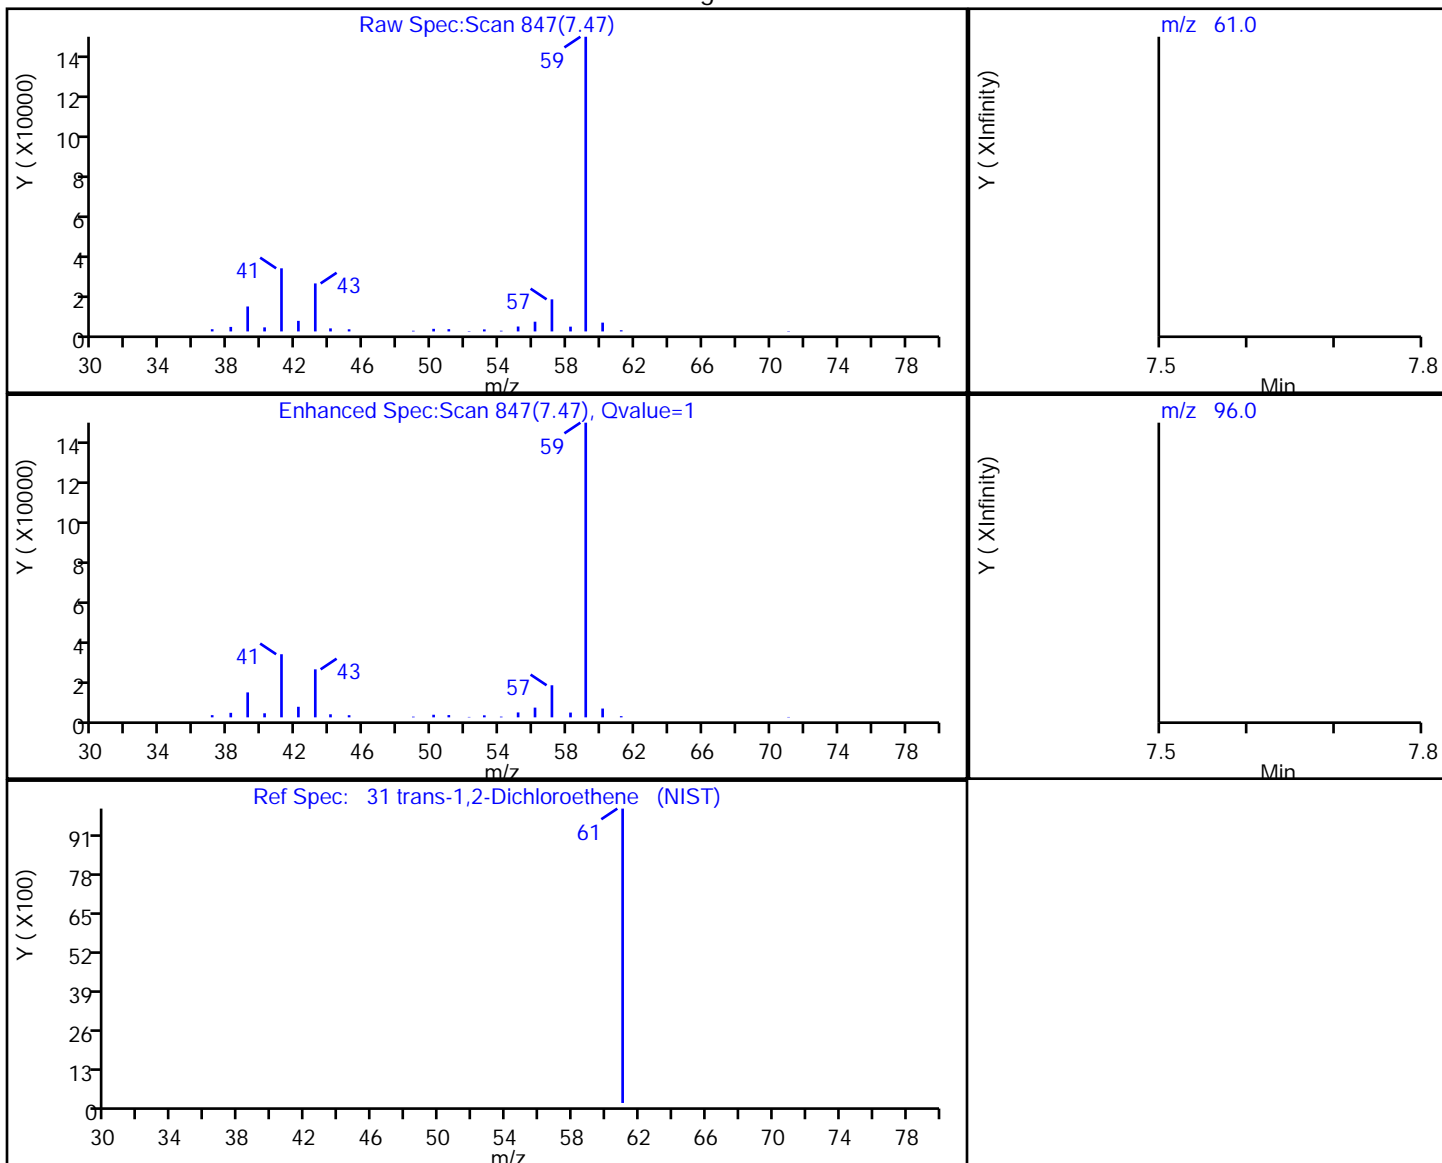 g
Raw Spec:Scan 847(7.47)
Y ( X10000)
14
12
10
8
6
4
2
0
59
41
43
57
30 34 38 42 46 50 54 58 62 66 70 74 78
m/z
m/z 61.0
Y ( XInfinity)
7.5 7.8
Min
Enhanced Spec:Scan 847(7.47), Qvalue=1
Y ( X10000)
14
12
10
8
6
4
2
0
59
41
43
57
30 34 38 42 46 50 54 58 62 66 70 74 78
m/z
m/z 96.0
Y ( XInfinity)
7.5 7.8
Min
Ref Spec: 31 trans-1,2-Dichloroethene (NIST)
Y ( X100)
91
78
65
52
39
26
13
0
61
30 34 38 42 46 50 54 58 62 66 70 74 78
m/z